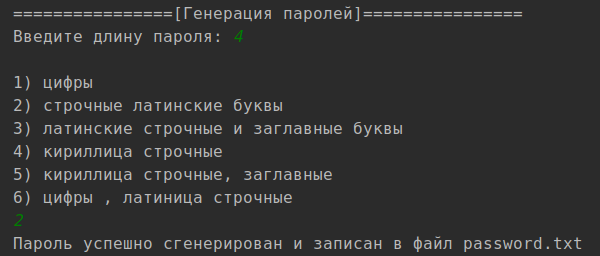 ================[Генерация паролей]================
Введите длину пароля: 4
1) цифры
2) строчные латинские буквы
3) латинские строчные и заглавные буквы
4) кириллица строчные
5) кириллица строчные, заглавные
6) цифры , латиница строчные
2
Пароль успешно сгенерирован и записан в файл password.txt